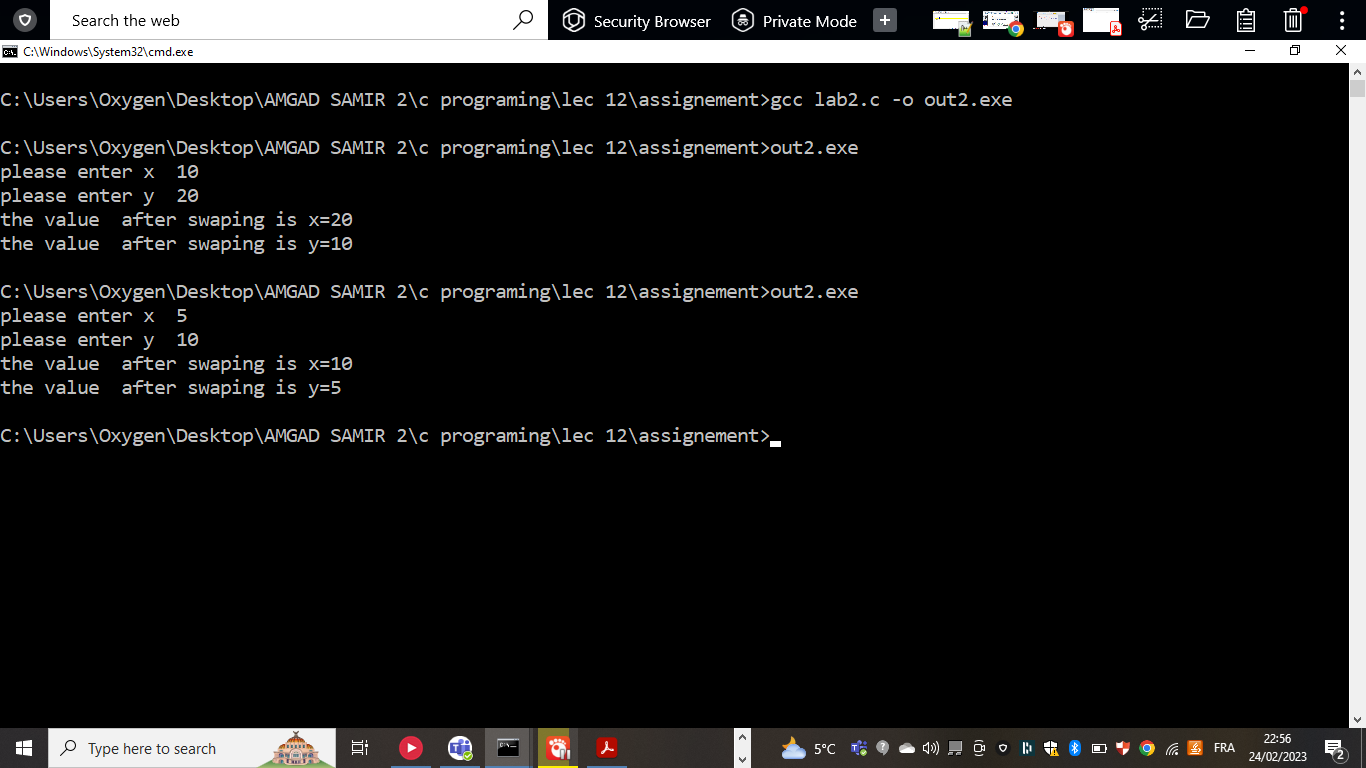 Search the web
Security Browser
Private Mode
C:\Windows\System32\cmd.exe
C:\Users\Oxygen\Desktop\AMGAD SAMIR 2\c programing\lec 12\assignement>gcc lab2.c -o out2.exe
C:\Users\Oxygen\Desktop\AMGAD SAMIR 2\c programing\lec 12\assignement>out2.exe
please enter x  10
please enter y  20
the value  after swaping is x=20
the value  after swaping is y=10
C:\Users\Oxygen\Desktop\AMGAD SAMIR 2\c programing\lec 12\assignement>out2.exe
please enter x  5
please enter y  10
the value  after swaping is x=10
the value  after swaping is y=5
C:\Users\Oxygen\Desktop\AMGAD SAMIR 2\c programing\lec 12\assignement>
Type here to search
5°C
FRA
22:56
24/02/2023
2